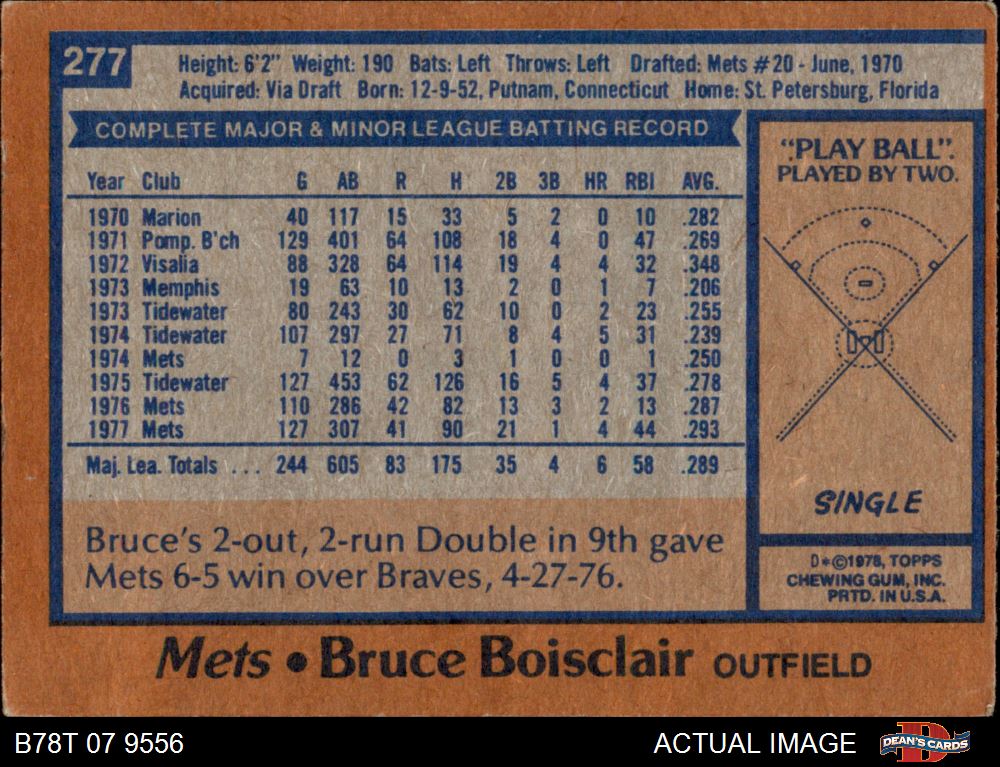 277
Height: 6'2" Weight: 190 Bats: Left Throws: Left Drafted: Mets #20 - June, 1970
Acquired: Via Draft Born: 12-9-52, Putnam, Connecticut Home: St. Petersburg, Florida
COMPLETE MAJOR & MINOR LEAGUE BATTING RECORD
Year Club G AB R H 2B 3B HR RBI AVG.
1970 Marion 40 117 15 33 5 2 0 10 .282
1971 Pomp. B'ch 129 401 64 108 18 4 0 47 .269
1972 Visalia 88 328 64 114 19 4 4 32 .348
1973 Memphis 19 63 10 13 2 0 1 7 .206
1973 Tidewater 80 243 30 62 10 0 2 23 .255
1974 Tidewater 107 297 27 71 8 4 5 31 .239
1974 Mets 7 12 0 3 1 0 0 1 .250
1975 Tidewater 127 453 62 126 16 5 4 37 .278
1976 Mets 110 286 42 82 13 3 2 13 .287
1977 Mets 127 307 41 90 21 1 4 44 .293
Maj. Lea. Totals ... 244 605 83 175 35 4 6 58 .289
Bruce's 2-out, 2-run Double in 9th gave
Mets 6-5 win over Braves, 4-27-76.
"PLAY BALL".
PLAYED BY TWO.
SINGLE
D*©1978, TOPPS
CHEWING GUM, INC.
PRTD. IN U.S.A.
Mets • Bruce Boisclair OUTFIELD
B78T 07 9556
ACTUAL IMAGE
D
DEAN'S CARDS